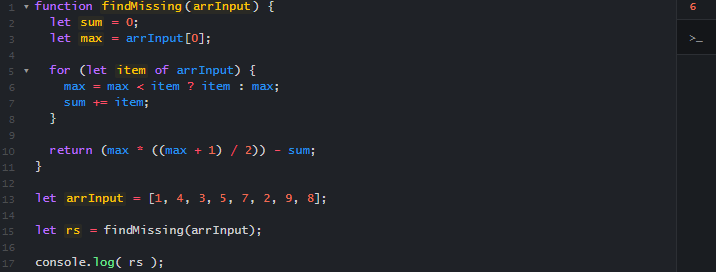 1 ▾ function findMissing(arrInput) {
2 let sum = 0;
3 let max = arrInput[0];
4
5 ▾ for (let item of arrInput) {
6 max = max < item ? item : max;
7 sum += item;
8 }
9
10 return (max * ((max + 1) / 2)) - sum;
11 }
12
13 let arrInput = [1, 4, 3, 5, 7, 2, 9, 8];
14
15 let rs = findMissing(arrInput);
16
17 console.log( rs );
6
>_